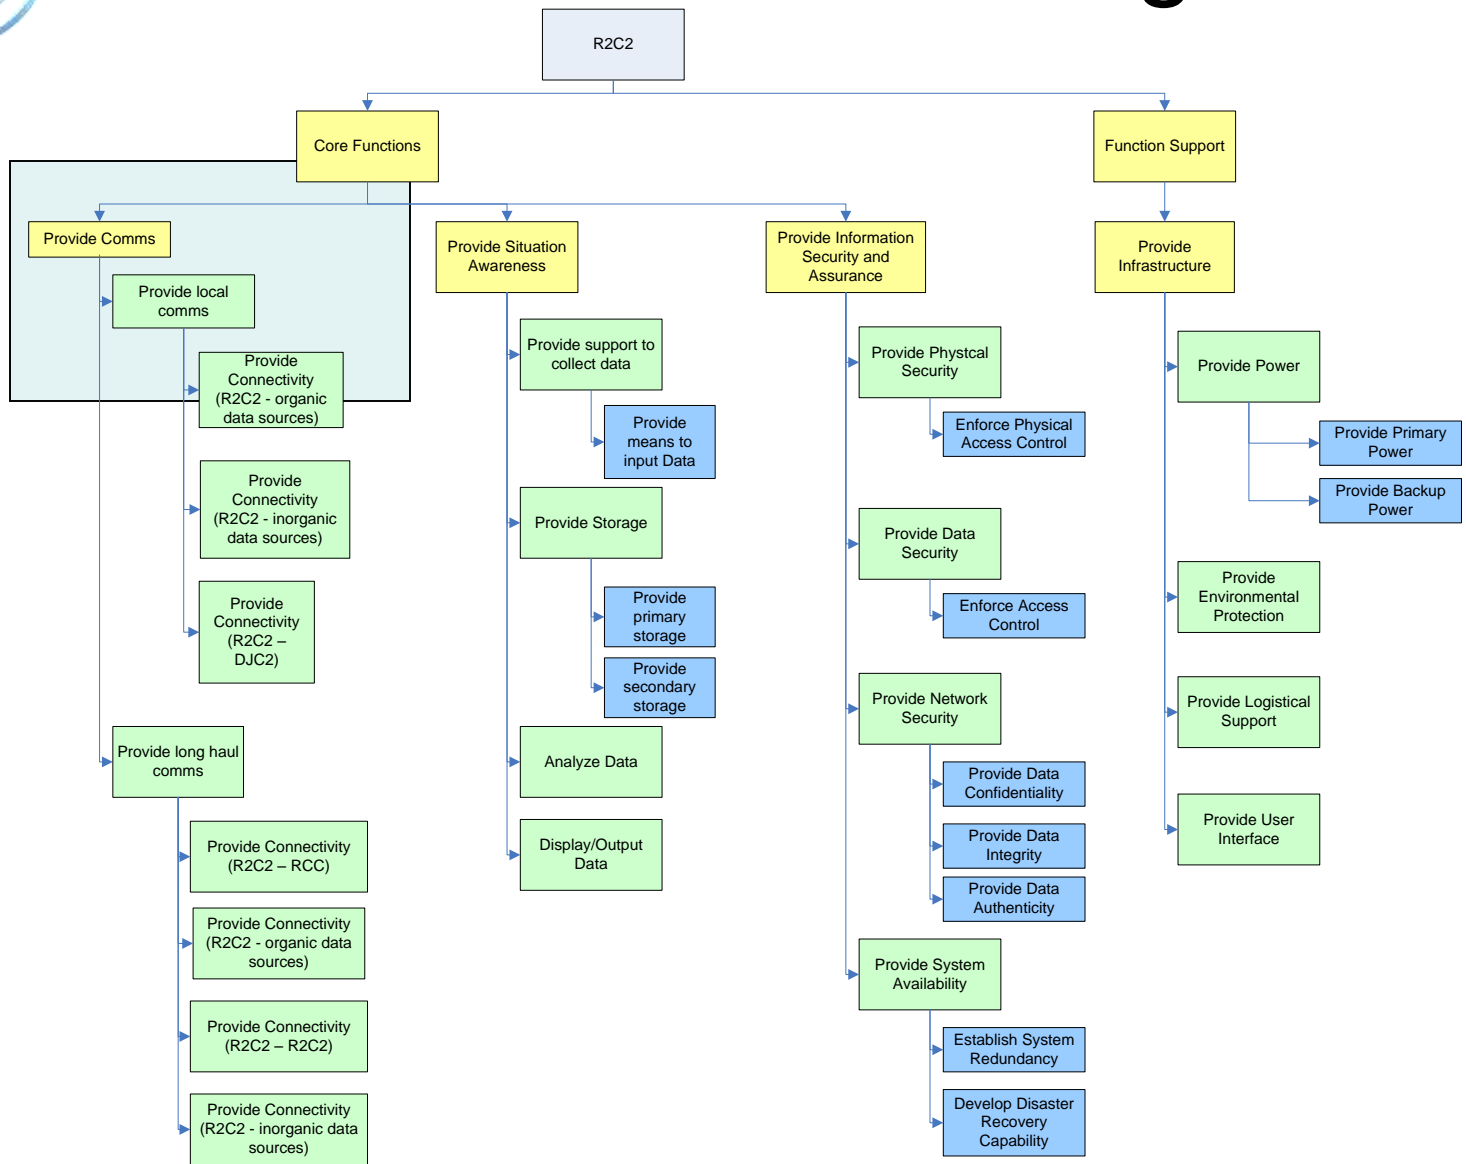 R2C2
Core Functions
Function Support
Provide Comms
Provide local
comms
Provide
Connectivity
(R2C2 - organic
data sources)
Provide
Connectivity
(R2C2 - inorganic
data sources)
Provide
Connectivity
(R2C2 –
DJC2)
Provide long haul
comms
Provide Connectivity
(R2C2 – RCC)
Provide Connectivity
(R2C2 - organic data
sources)
Provide Connectivity
(R2C2 – R2C2)
Provide Connectivity
(R2C2 - inorganic data
sources)
Provide Situation
Awareness
Provide support to
collect data
Provide
means to
input Data
Provide Storage
Provide
primary
storage
Provide
secondary
storage
Analyze Data
Display/Output
Data
Provide Information
Security and
Assurance
Provide Phystcal
Security
Enforce Physical
Access Control
Provide Data
Security
Enforce Access
Control
Provide Network
Security
Provide Data
Confidentiality
Provide Data
Integrity
Provide Data
Authenticity
Provide System
Availability
Establish System
Redundancy
Develop Disaster
Recovery
Capability
Provide
Infrastructure
Provide Power
Provide Primary
Power
Provide Backup
Power
Provide
Environmental
Protection
Provide Logistical
Support
Provide User
Interface